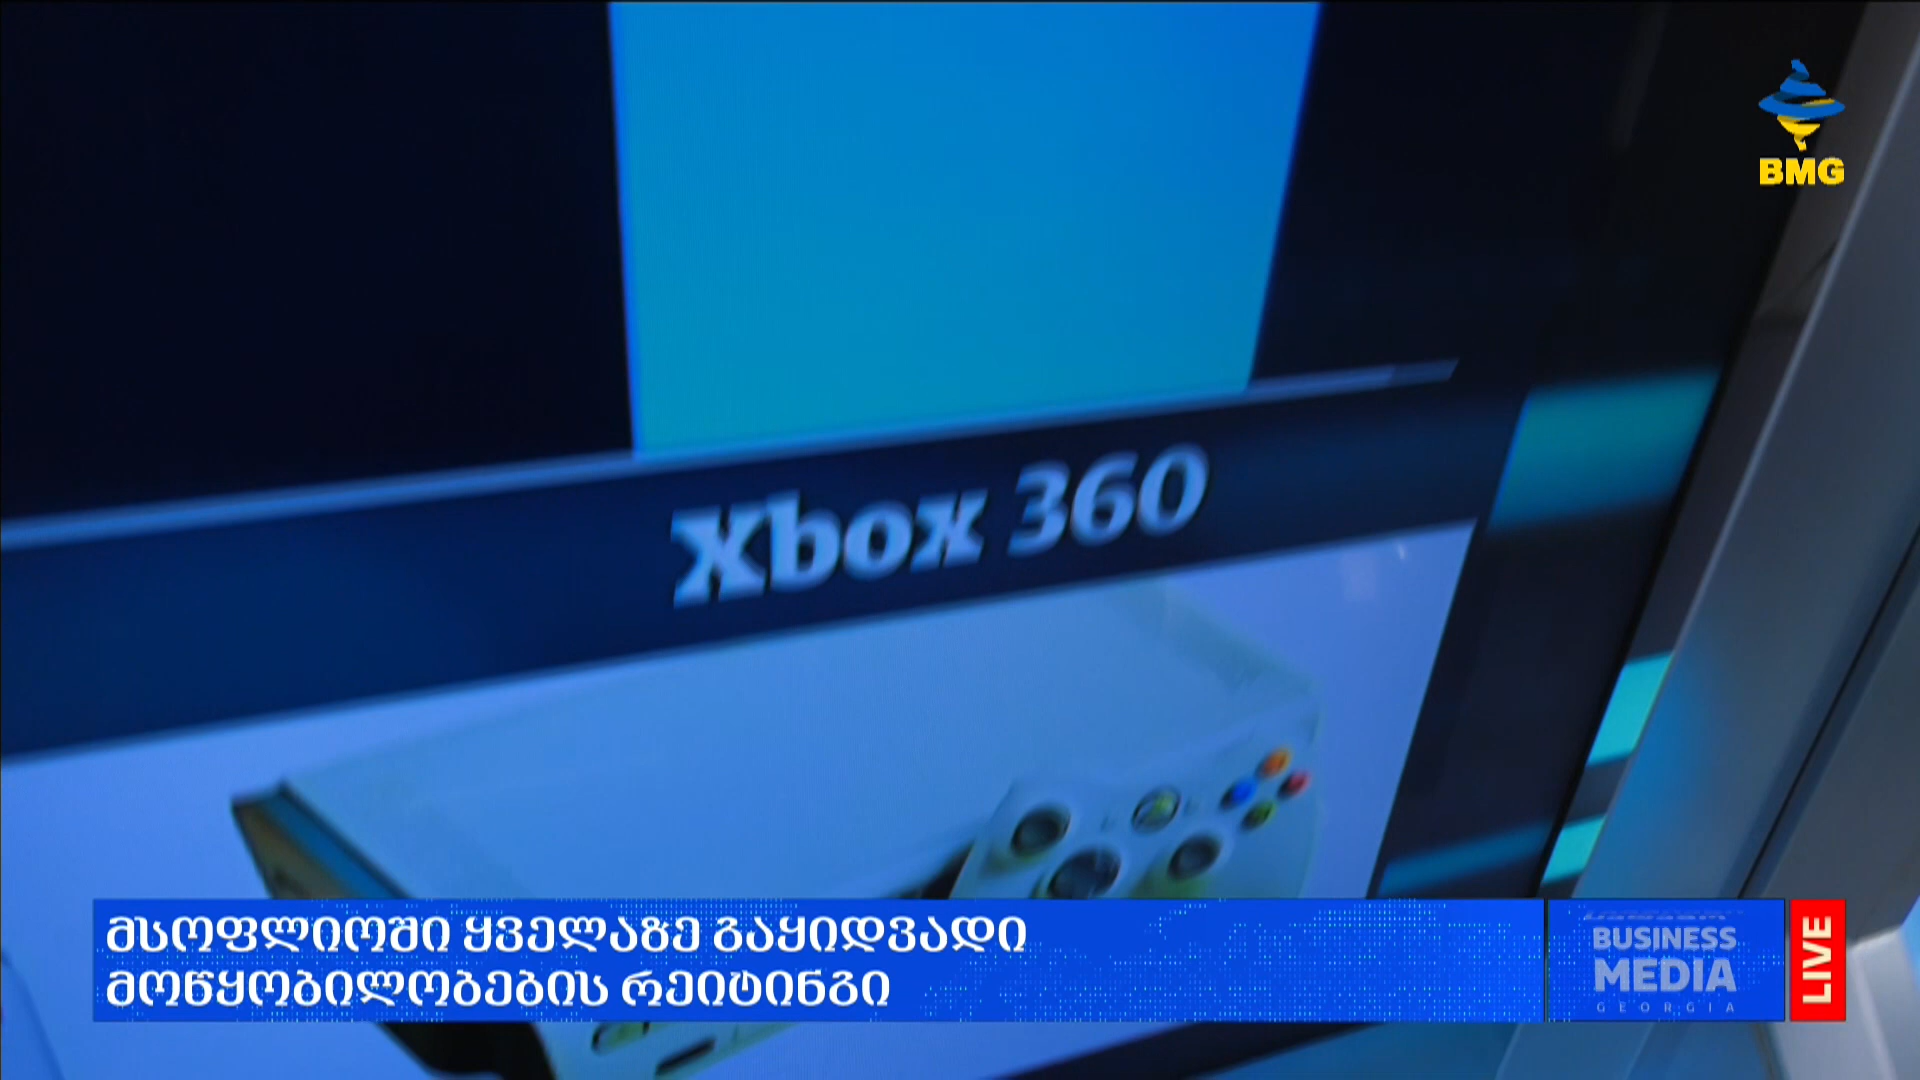 BMG
Xbox 360
მსოფლიოში ყველაზე გაყიდვადი
მოწყობილობების რეიტინგი
BUSINESS
MEDIA
GEORGIA
LIVE